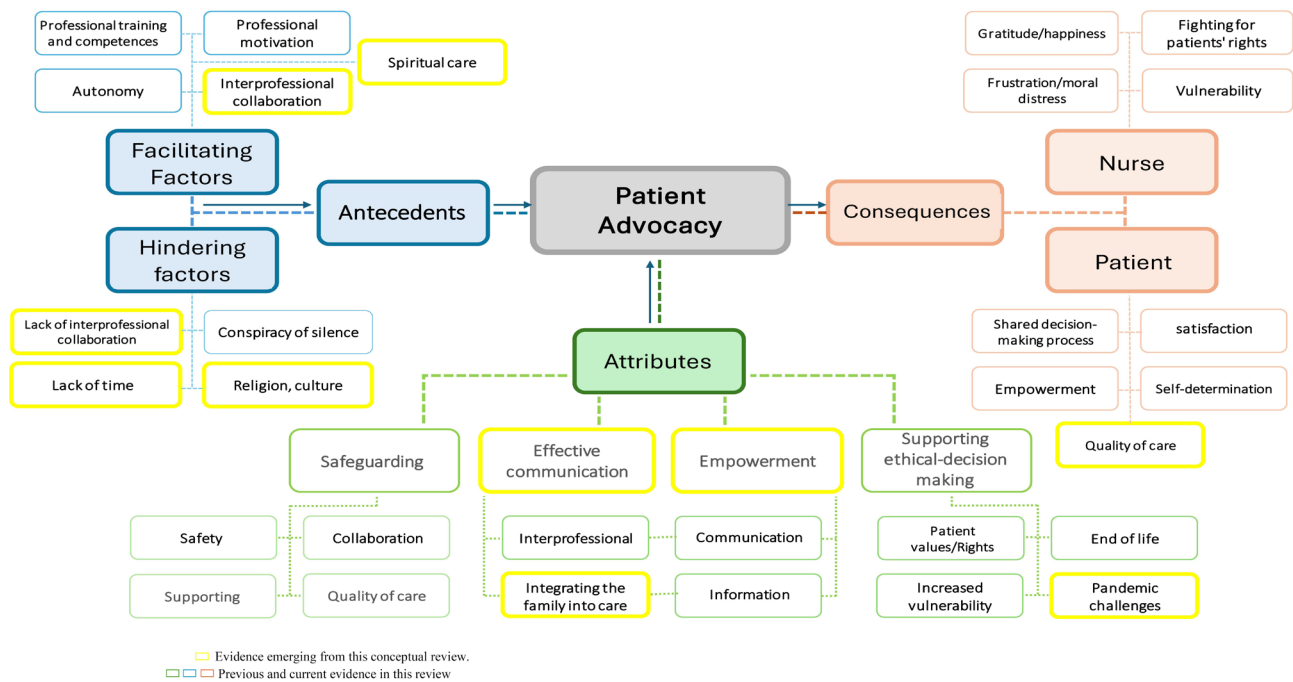 Professional training
and competences
Professional
motivation
Spiritual care
Autonomy
Interprofessional
collaboration
Facilitating
Factors
Hindering
factors
Lack of interprofessional
collaboration
Conspiracy of silence
Lack of time
Religion, culture
Antecedents
Patient
Advocacy
Consequences
Gratitude/happiness
Fighting for
patients' rights
Frustration/moral
distress
Vulnerability
Nurse
Patient
Shared decision-
making process
satisfaction
Empowerment
Self-determination
Quality of care
Attributes
Safeguarding
Effective
communication
Empowerment
Supporting
ethical-decision
making
Safety
Collaboration
Supporting
Quality of care
Interprofessional
Communication
Integrating the
family into care
Information
Patient
values/Rights
End of life
Increased
vulnerability
Pandemic
challenges
Evidence emerging from this conceptual review.
Previous and current evidence in this review